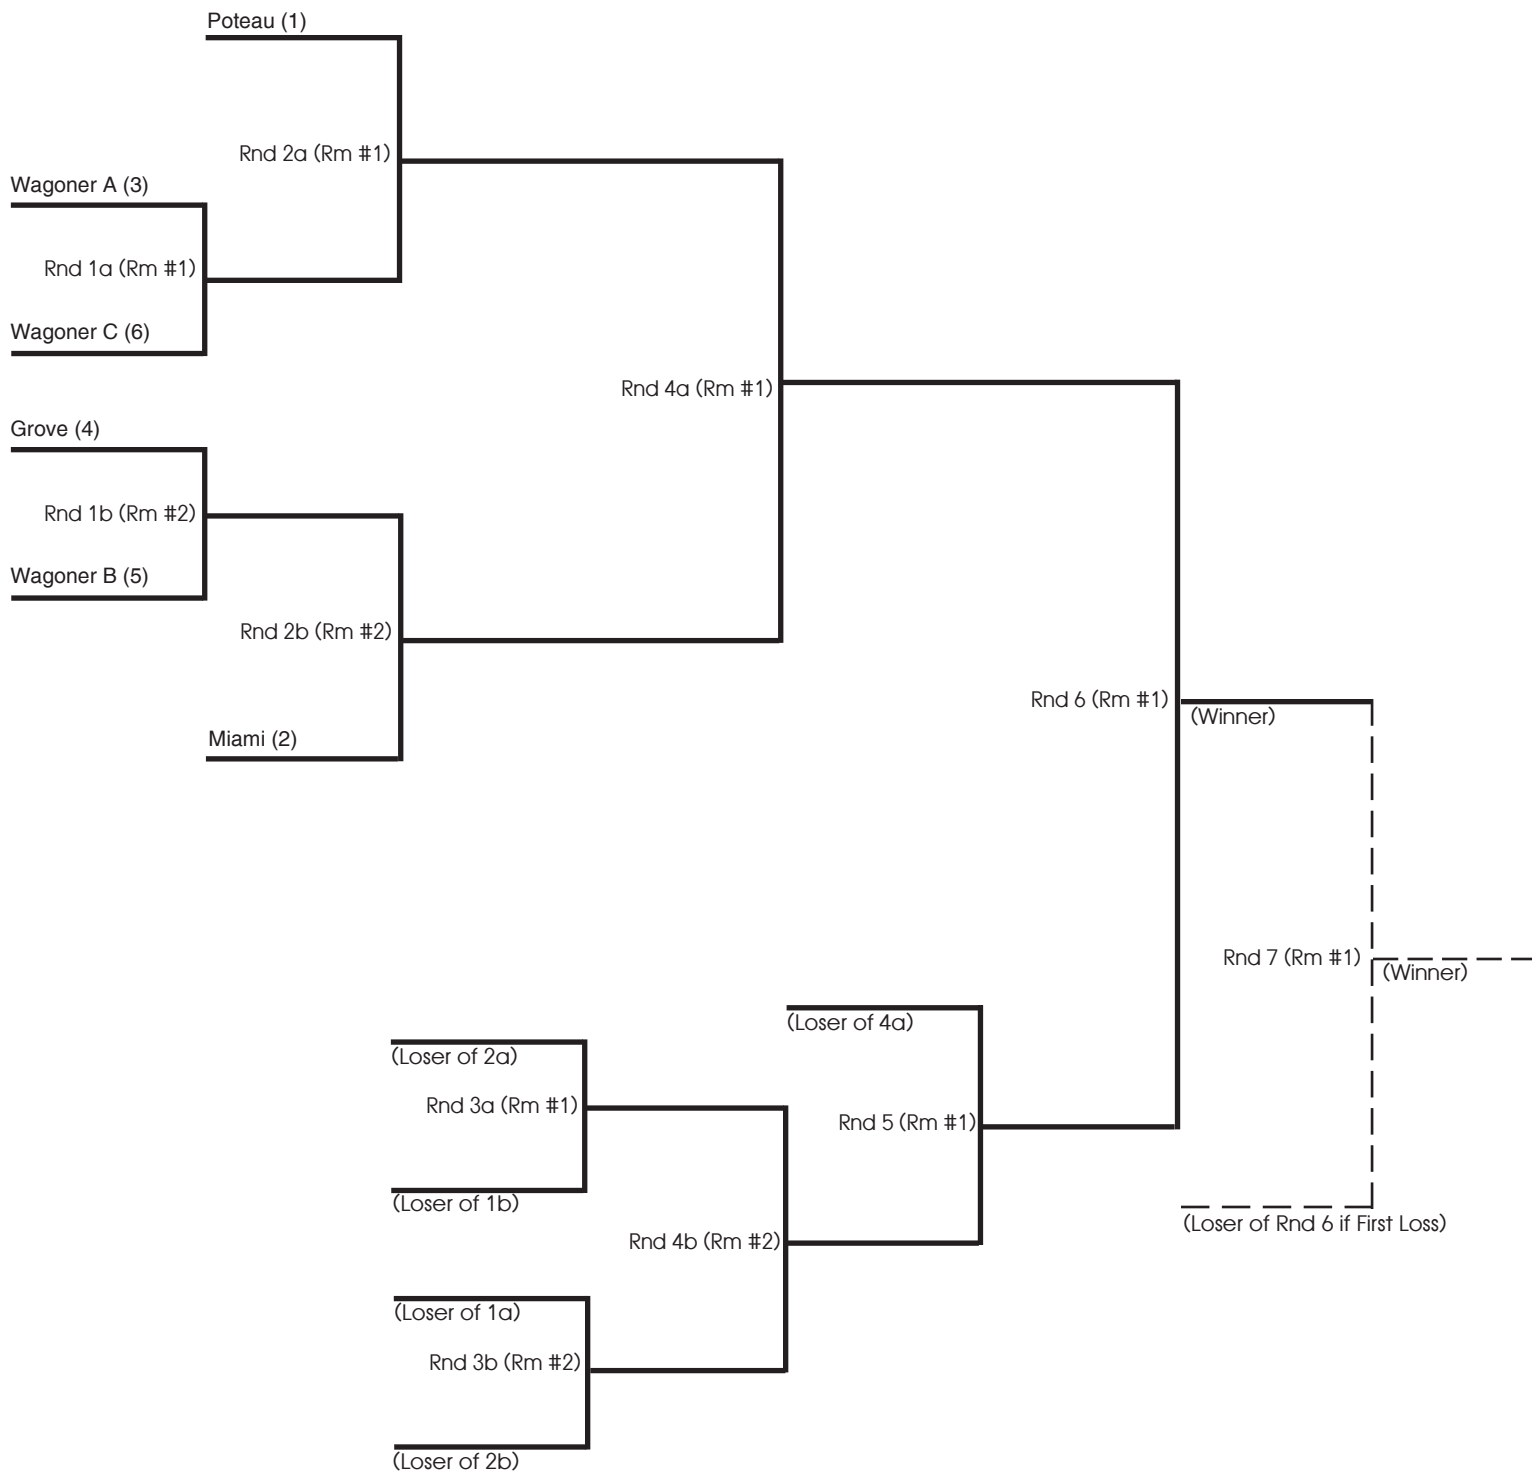 Poteau (1)
Rnd 2a (Rm #1)
Wagoner A (3)
Rnd 1a (Rm #1)
Wagoner C (6)
Rnd 4a (Rm #1)
Grove (4)
Rnd 1b (Rm #2)
Wagoner B (5)
Rnd 2b (Rm #2)
Miami (2)
Rnd 6 (Rm #1)
(Winner)
Rnd 7 (Rm #1)
(Winner)
(Loser of 4a)
(Loser of 2a)
Rnd 3a (Rm #1)
Rnd 5 (Rm #1)
(Loser of 1b)
(Loser of Rnd 6 if First Loss)
Rnd 4b (Rm #2)
(Loser of 1a)
Rnd 3b (Rm #2)
(Loser of 2b)